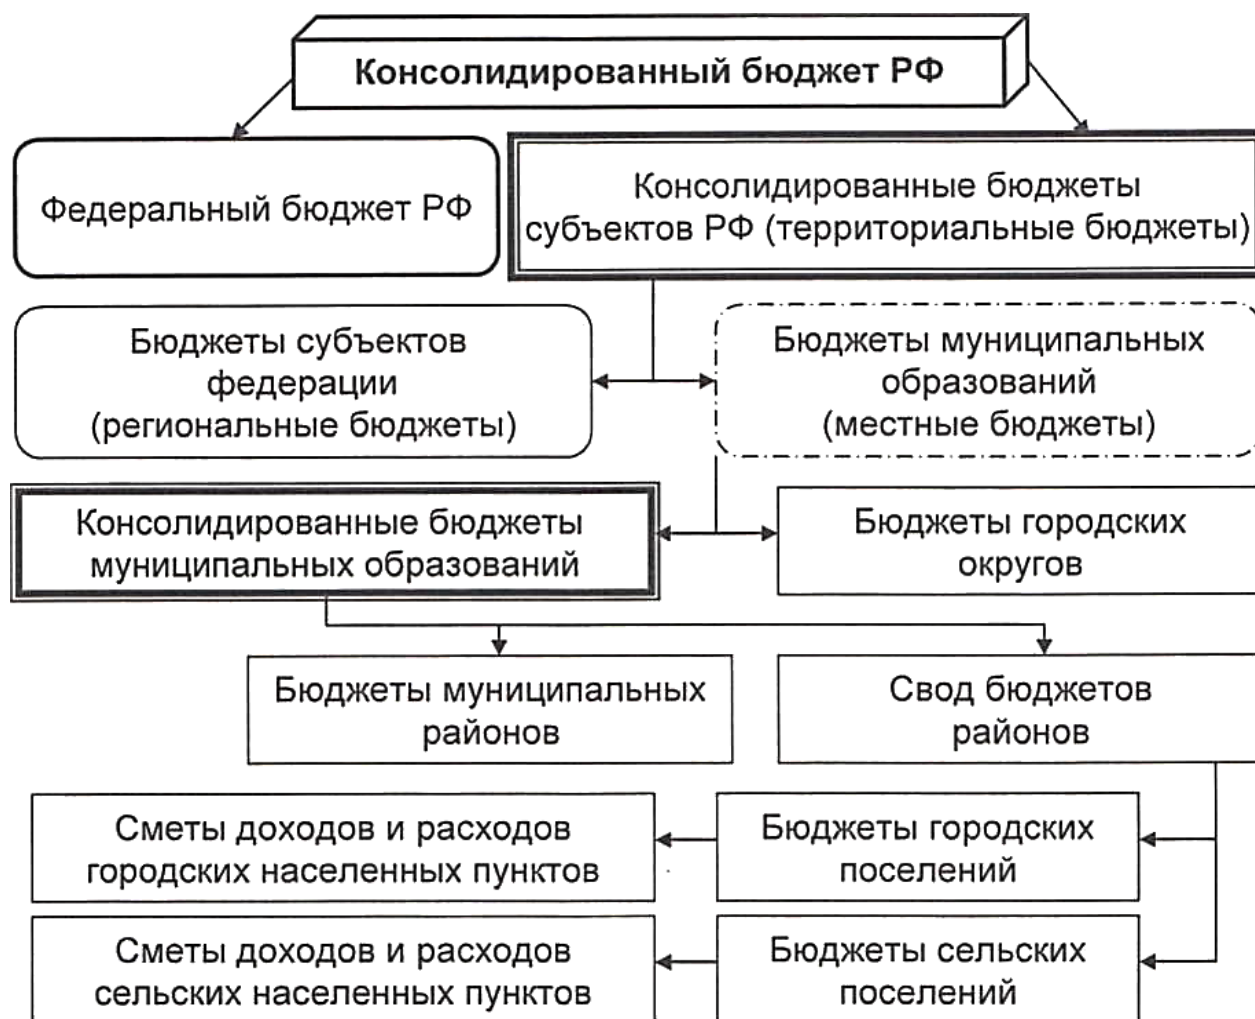 Консолидированный бюджет РФ
Федеральный бюджет РФ
Консолидированные бюджеты
субъектов РФ (территориальные бюджеты)
Бюджеты субъектов
федерации
(региональные бюджеты)
Бюджеты муниципальных
образований
(местные бюджеты)
Консолидированные бюджеты
муниципальных образований
Бюджеты городских
округов
Бюджеты муниципальных
районов
Свод бюджетов
районов
Сметы доходов и расходов
городских населенных пунктов
Бюджеты городских
поселений
Сметы доходов и расходов
сельских населенных пунктов
Бюджеты сельских
поселений